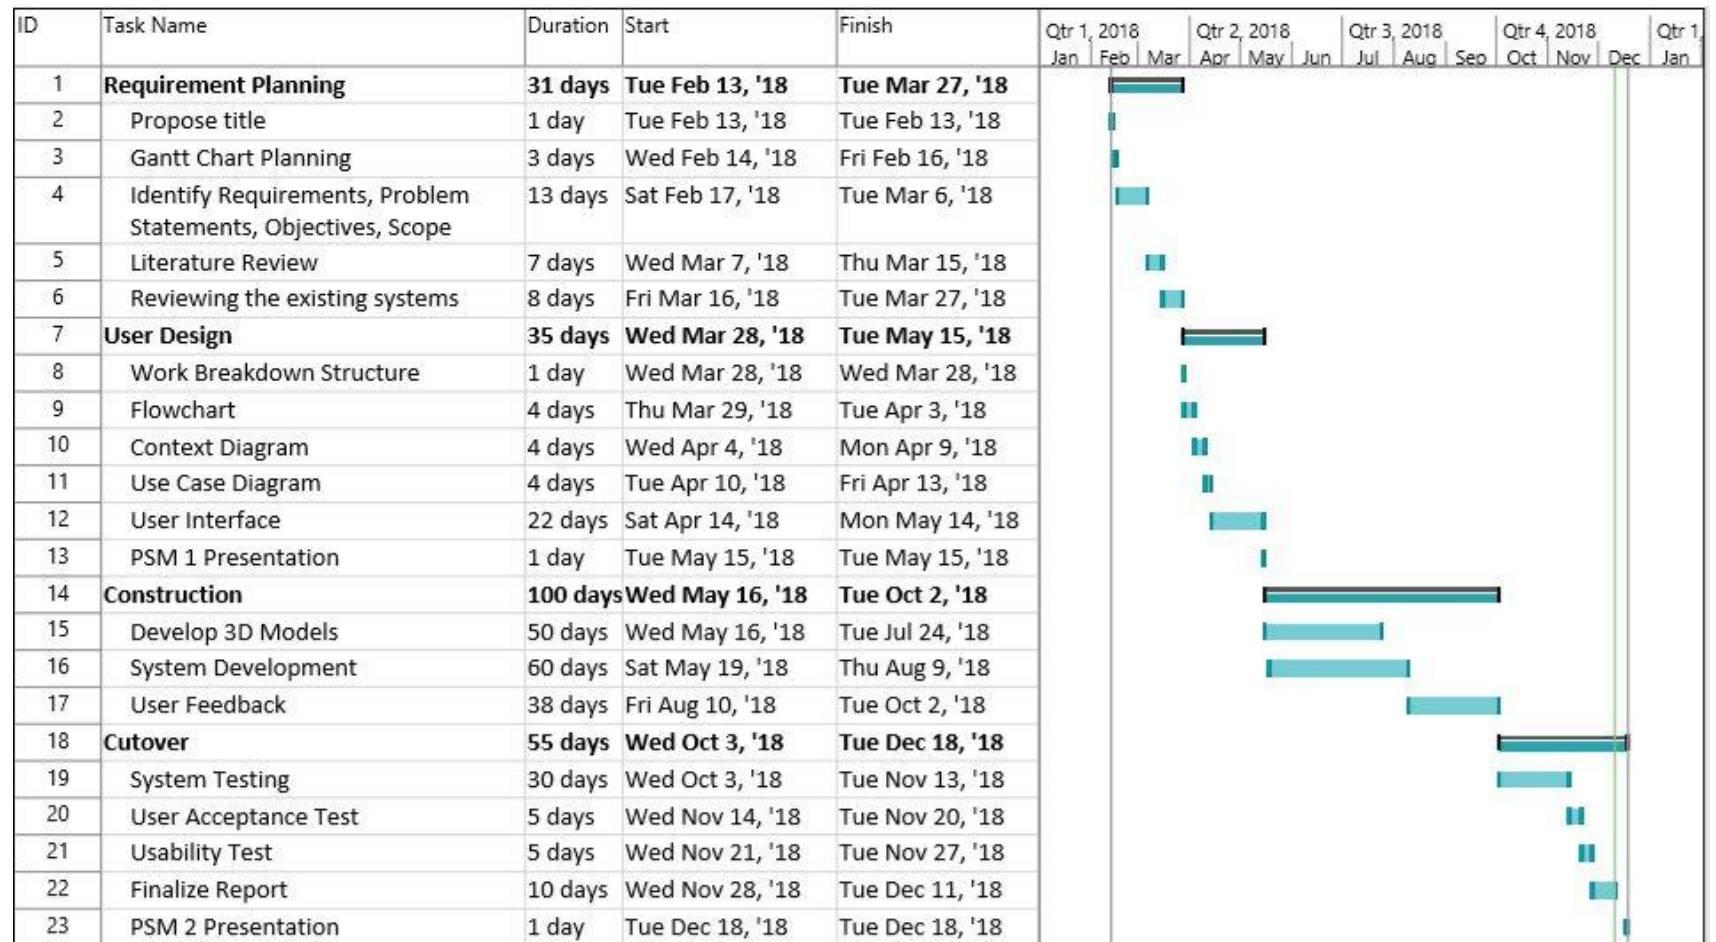 ID Task Name Duration Start Finish Qtr 1, 2018 Qtr 2, 2018 Qtr 3, 2018 Qtr 4, 2018 Qtr 1,
Jan Feb Mar Apr May Jun Jul Aug Sep Oct Nov Dec Jan
1 Requirement Planning 31 days Tue Feb 13, '18 Tue Mar 27, '18
2 Propose title 1 day Tue Feb 13, '18 Tue Feb 13, '18
3 Gantt Chart Planning 3 days Wed Feb 14, '18 Fri Feb 16, '18
4 Identify Requirements, Problem 13 days Sat Feb 17, '18 Tue Mar 6, '18
Statements, Objectives, Scope
5 Literature Review 7 days Wed Mar 7, '18 Thu Mar 15, '18
6 Reviewing the existing systems 8 days Fri Mar 16, '18 Tue Mar 27, '18
7 User Design 35 days Wed Mar 28, '18 Tue May 15, '18
8 Work Breakdown Structure 1 day Wed Mar 28, '18 Wed Mar 28, '18
9 Flowchart 4 days Thu Mar 29, '18 Tue Apr 3, '18
10 Context Diagram 4 days Wed Apr 4, '18 Mon Apr 9, '18
11 Use Case Diagram 4 days Tue Apr 10, '18 Fri Apr 13, '18
12 User Interface 22 days Sat Apr 14, '18 Mon May 14, '18
13 PSM 1 Presentation 1 day Tue May 15, '18 Tue May 15, '18
14 Construction 100 days Wed May 16, '18 Tue Oct 2, '18
15 Develop 3D Models 50 days Wed May 16, '18 Tue Jul 24, '18
16 System Development 60 days Sat May 19, '18 Thu Aug 9, '18
17 User Feedback 38 days Fri Aug 10, '18 Tue Oct 2, '18
18 Cutover 55 days Wed Oct 3, '18 Tue Dec 18, '18
19 System Testing 30 days Wed Oct 3, '18 Tue Nov 13, '18
20 User Acceptance Test 5 days Wed Nov 14, '18 Tue Nov 20, '18
21 Usability Test 5 days Wed Nov 21, '18 Tue Nov 27, '18
22 Finalize Report 10 days Wed Nov 28, '18 Tue Dec 11, '18
23 PSM 2 Presentation 1 day Tue Dec 18, '18 Tue Dec 18, '18